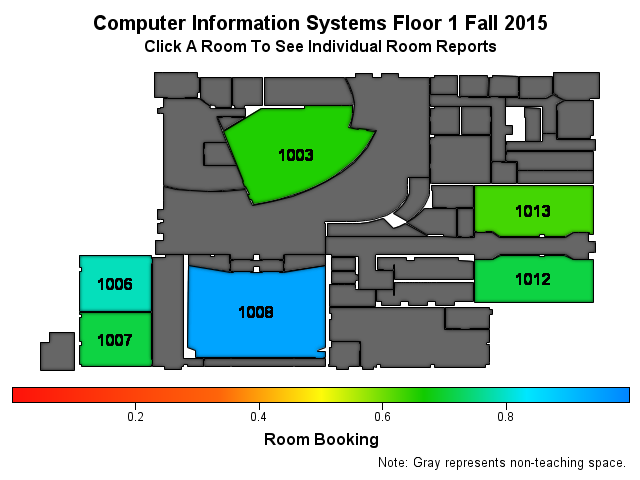 Computer Information Systems Floor 1 Fall 2015
Click A Room To See Individual Room Reports
1003
1013
1006
1012
1008
1007
0.2 0.4 0.6 0.8
Room Booking
Note: Gray represents non-teaching space.